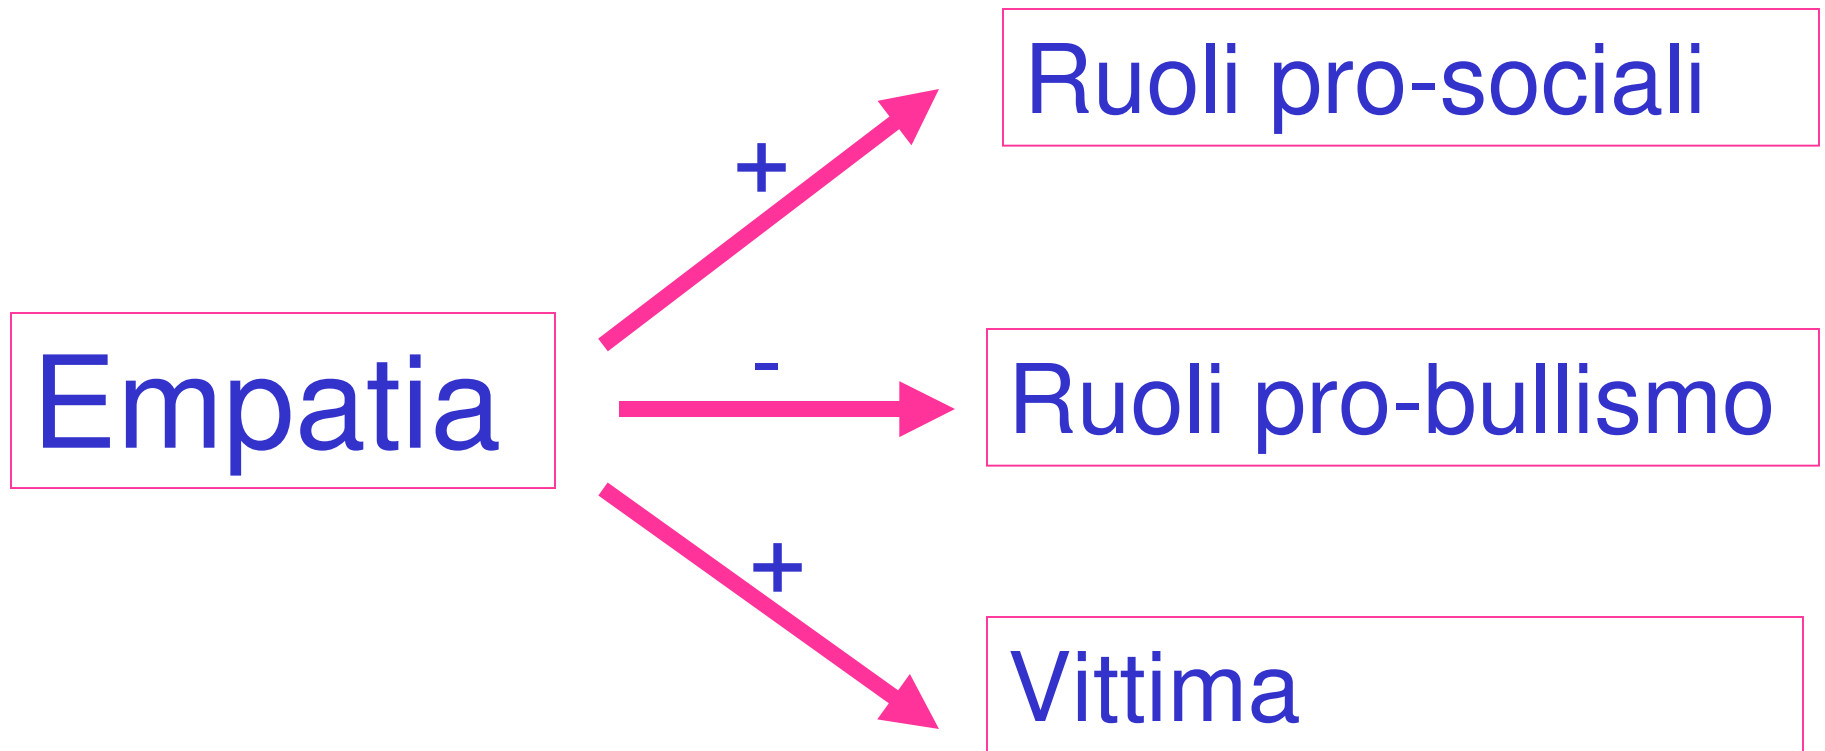 Ruoli pro-sociali
+
Empatia
-
Ruoli pro-bullismo
+
Vittima